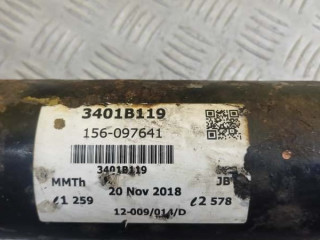 3401B119
156-097641
3401B119
MMTh
20 Nov 2018
JB
ℓ1 259
ℓ2 578
12-009/014/D